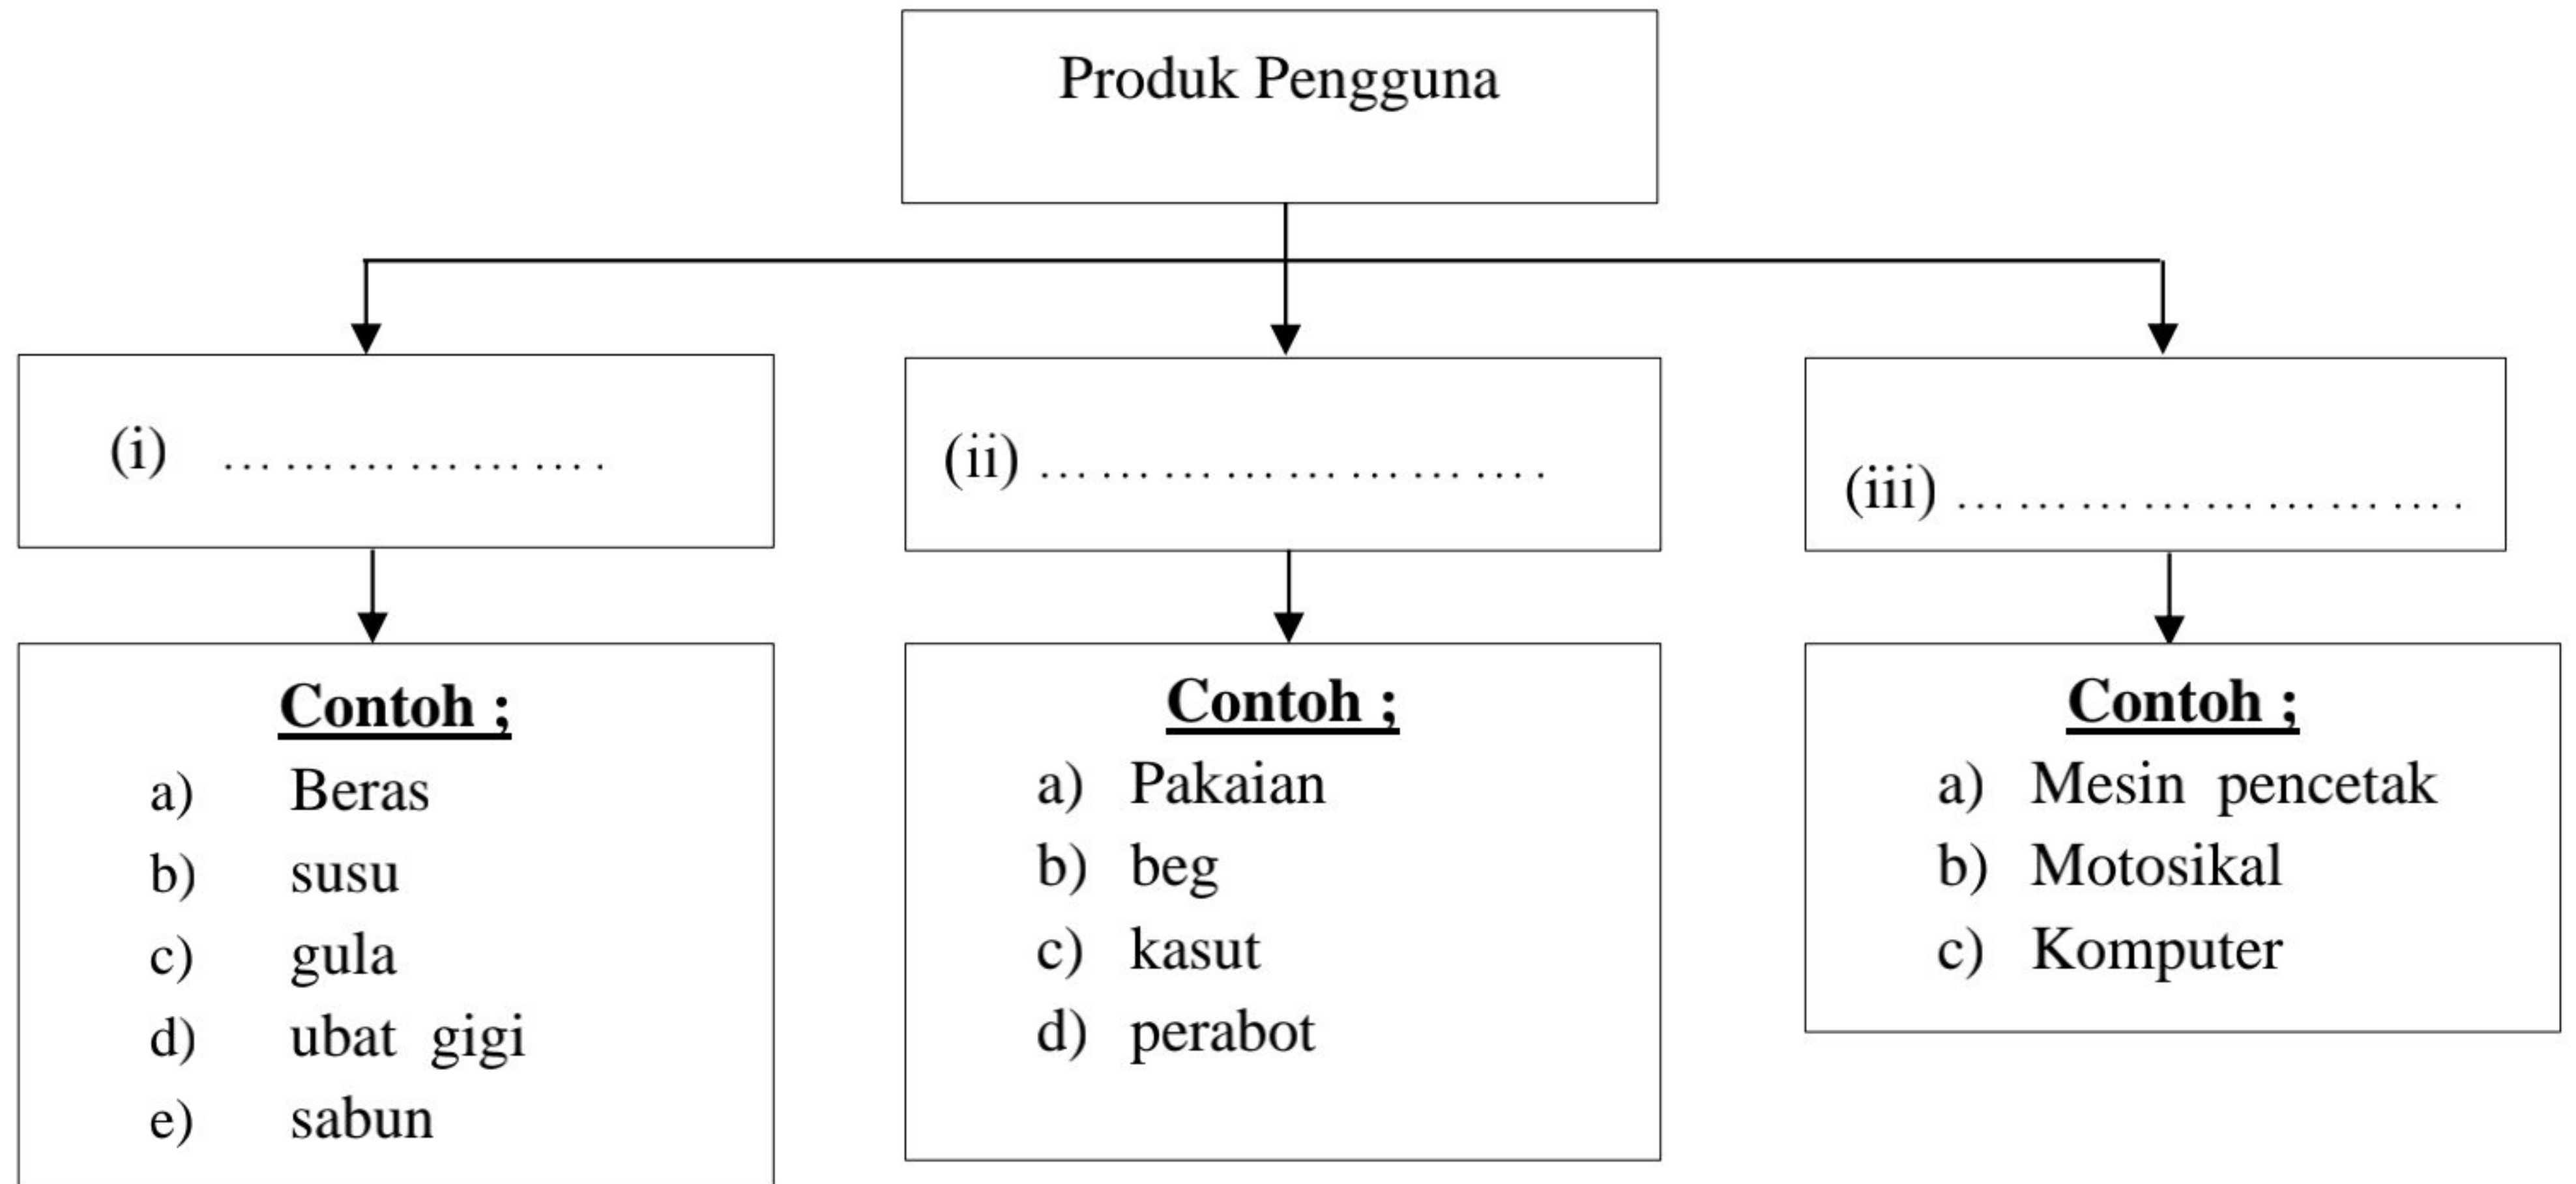 Produk Pengguna
(i) ……………….
(ii) …………………….
(iii) …………………….
Contoh ;
a) Beras
b) susu
c) gula
d) ubat gigi
e) sabun
Contoh ;
a) Pakaian
b) beg
c) kasut
d) perabot
Contoh ;
a) Mesin pencetak
b) Motosikal
c) Komputer